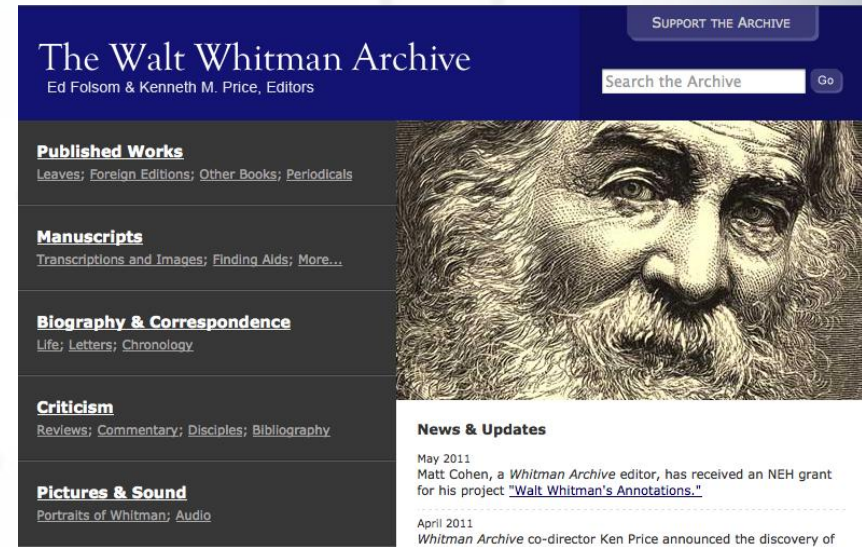 SUPPORT THE ARCHIVE
The Walt Whitman Archive
Ed Folsom & Kenneth M. Price, Editors
Search the Archive
Go
Published Works
Leaves; Foreign Editions; Other Books; Periodicals
Manuscripts
Transcriptions and Images; Finding Aids; More...
Biography & Correspondence
Life; Letters; Chronology
Criticism
Reviews; Commentary; Disciples; Bibliography
Pictures & Sound
Portraits of Whitman; Audio
News & Updates
May 2011
Matt Cohen, a Whitman Archive editor, has received an NEH grant
for his project "Walt Whitman's Annotations."
April 2011
Whitman Archive co-director Ken Price announced the discovery of